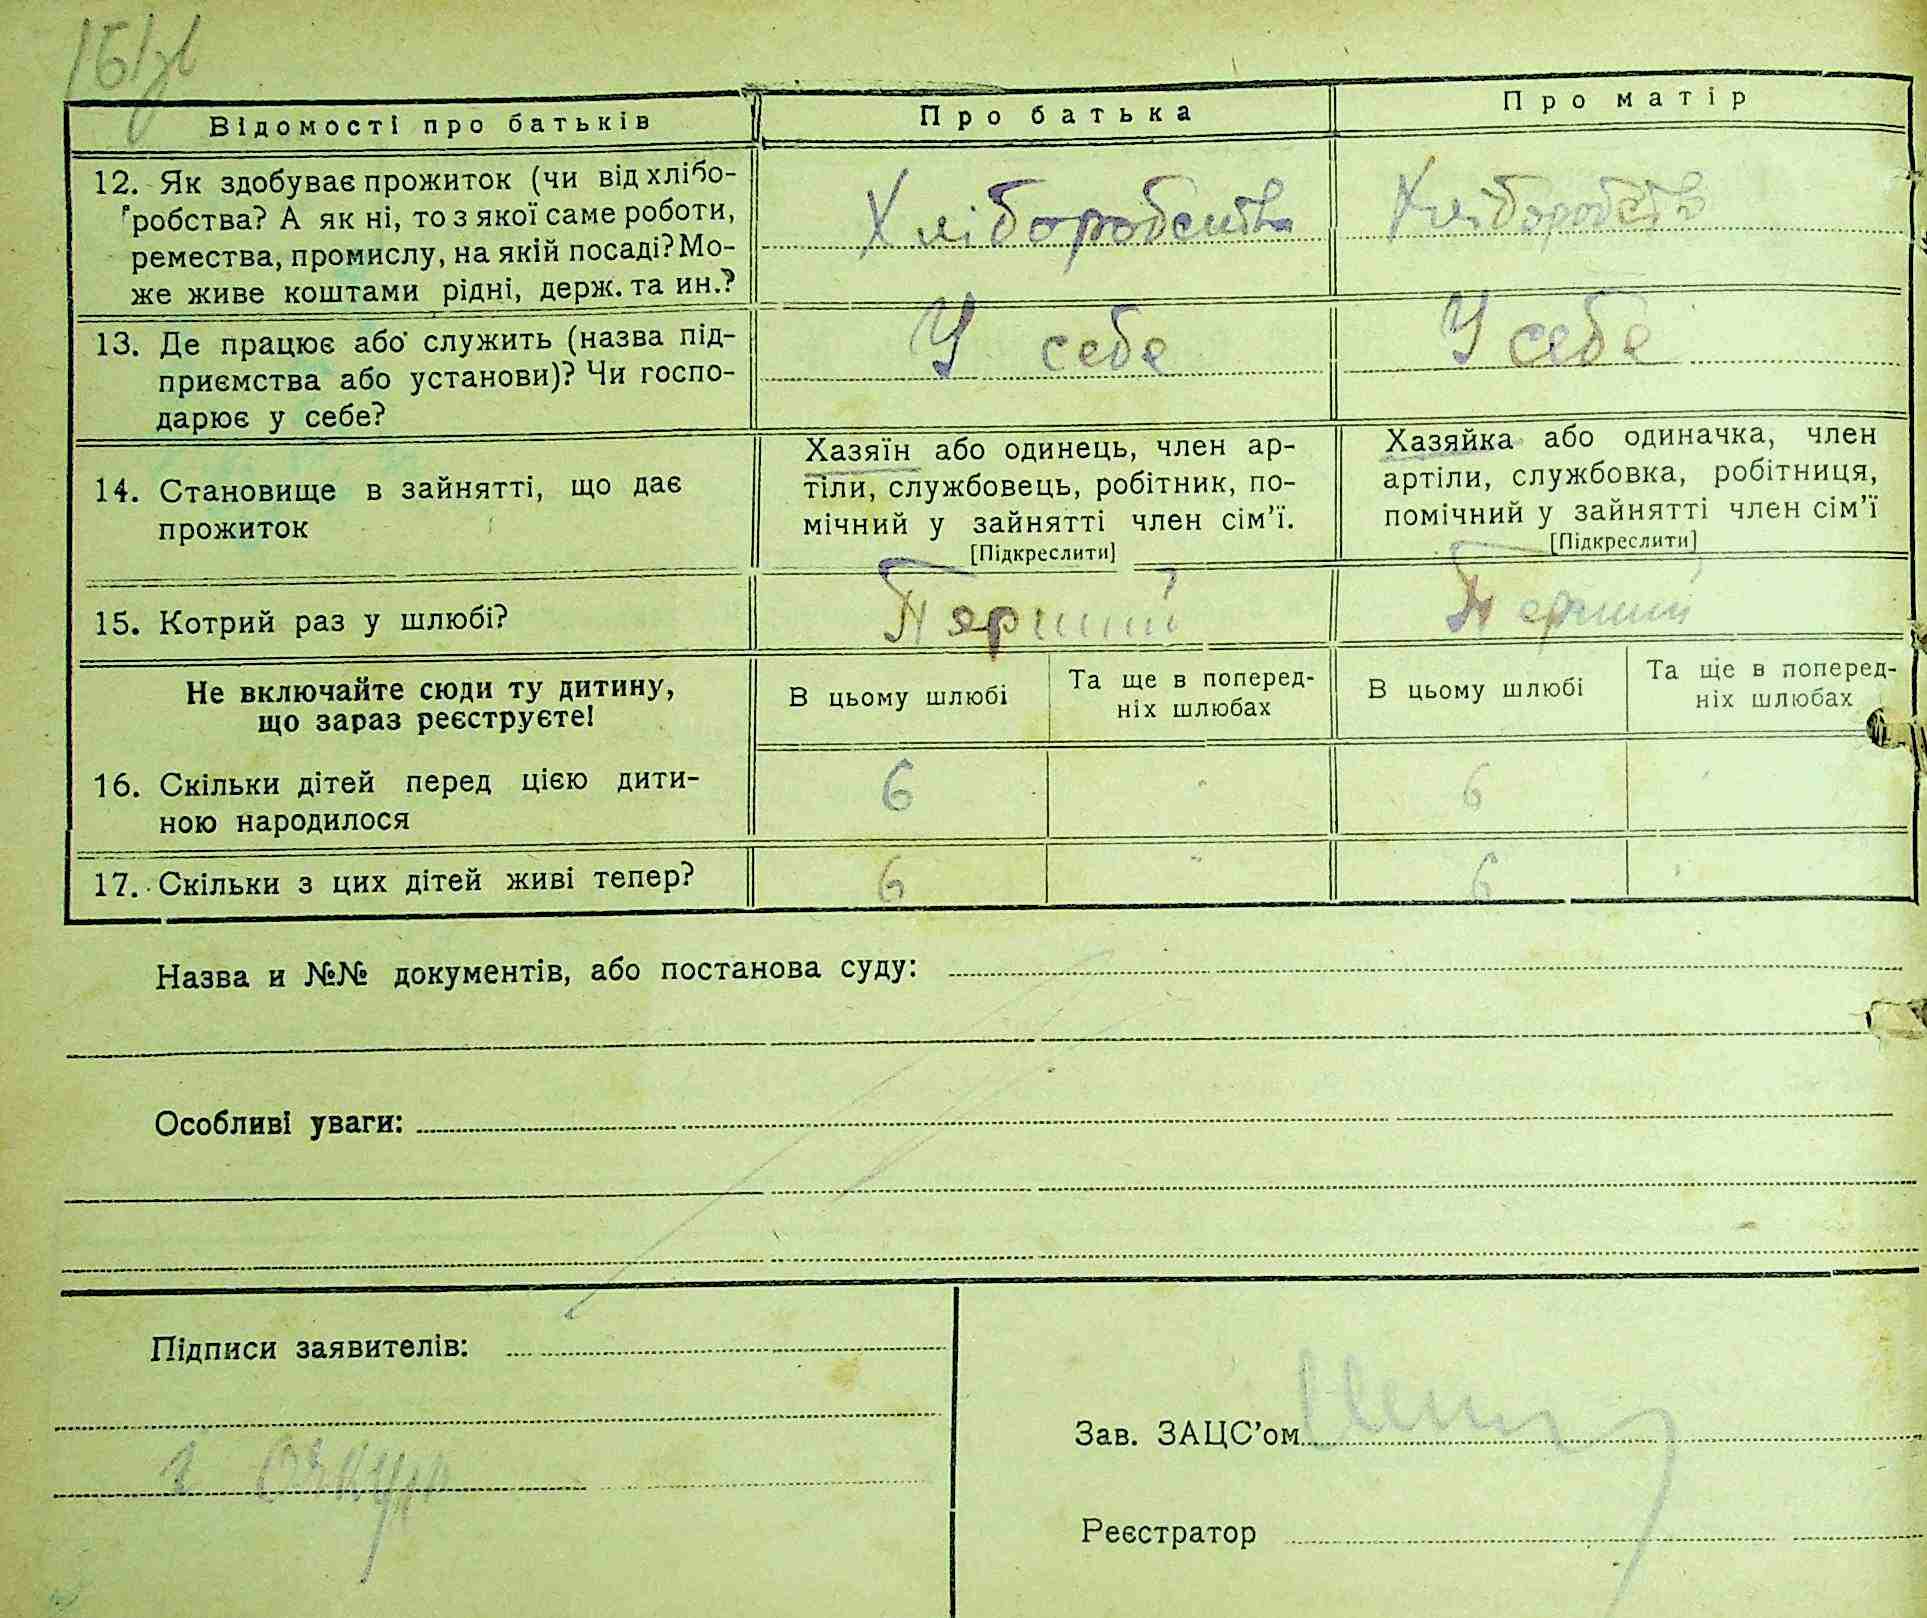 Відомості про батьків
Про батька
Про матір
12. Як здобуває прожиток (чи від хлібо-
робства? А як ні, то з якої саме роботи,
ремества, промислу, на якій посаді? Мо-
же живе коштами рідні, держ. та ин.?
Хліборобства
Хліборобств
13. Де працює або служить (назва під-
приємства або установи)? Чи госпо-
дарює у себе?
У себе
У себе
14. Становище в зайнятті, що дає
прожиток
Хазяїн або одинець, член ар-
тіли, службовець, робітник, по-
мічний у зайнятті член сім'ї.
[Підкреслити]
Хазяйка або одиначка, член
артіли, службовка, робітниця,
помічний у зайнятті член сім'ї
[Підкреслити]
15. Котрий раз у шлюбі?
Перший
Перший
Не включайте сюди ту дитину,
що зараз реєструєте!
В цьому шлюбі
Та ще в поперед-
ніх шлюбах
В цьому шлюбі
Та ще в поперед-
ніх шлюбах
16. Скільки дітей перед цією дити-
ною народилося
6
6
17. Скільки з цих дітей живі тепер?
6
6
Назва и №№ документів, або постанова суду:
Особливі уваги:
Підписи заявителів:
Зав. ЗАЦС'ом
Реєстратор